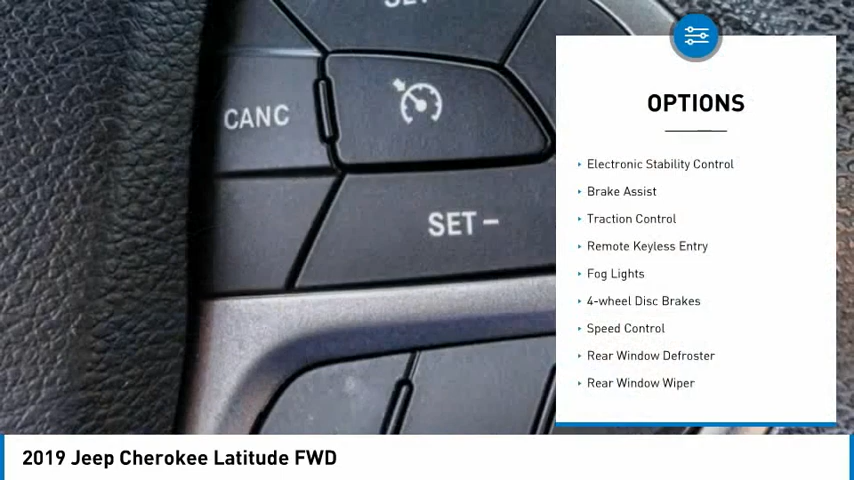 CANC
SET –
OPTIONS
Electronic Stability Control
Brake Assist
Traction Control
Remote Keyless Entry
Fog Lights
4-wheel Disc Brakes
Speed Control
Rear Window Defroster
Rear Window Wiper
2019 Jeep Cherokee Latitude FWD